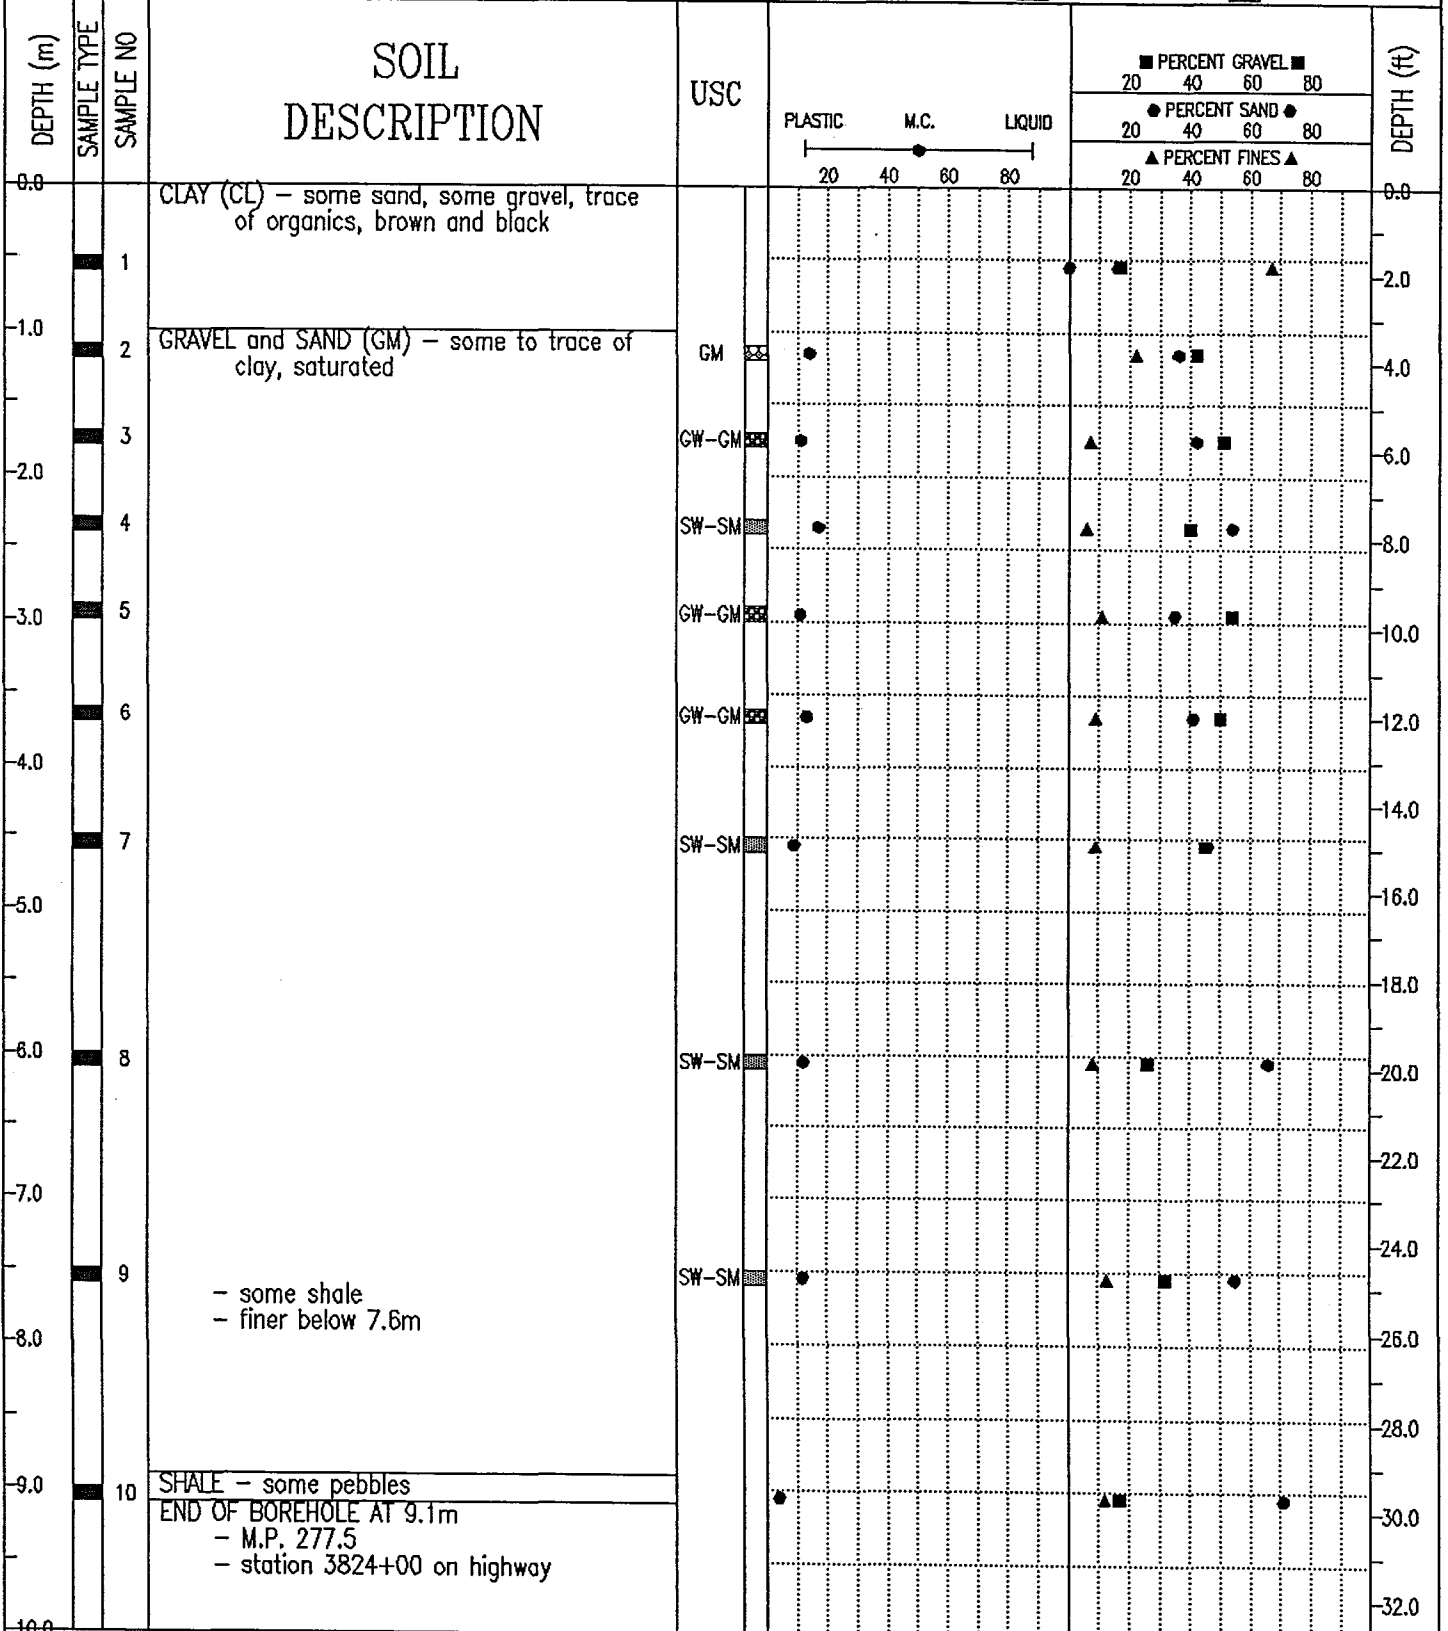 DEPTH (m)
SAMPLE TYPE
SAMPLE NO
SOIL
DESCRIPTION
USC
PLASTIC M.C. LIQUID
20 40 60 80
■ PERCENT GRAVEL ■
20 40 60 80
● PERCENT SAND ●
20 40 60 80
▲ PERCENT FINES ▲
20 40 60 80
DEPTH (ft)
0.0
CLAY (CL) – some sand, some gravel, trace
of organics, brown and black
0.0
1
2.0
1.0
GRAVEL and SAND (GM) – some to trace of
clay, saturated
2
GM
4.0
3
GW-GM
6.0
2.0
4
SW-SM
8.0
3.0
5
GW-GM
10.0
6
GW-GM
12.0
4.0
14.0
7
SW-SM
5.0
16.0
18.0
6.0
8
SW-SM
20.0
7.0
22.0
24.0
9
SW-SM
– some shale
– finer below 7.6m
8.0
26.0
28.0
9.0
SHALE – some pebbles
10
END OF BOREHOLE AT 9.1m
– M.P. 277.5
– station 3824+00 on highway
30.0
32.0
10.0